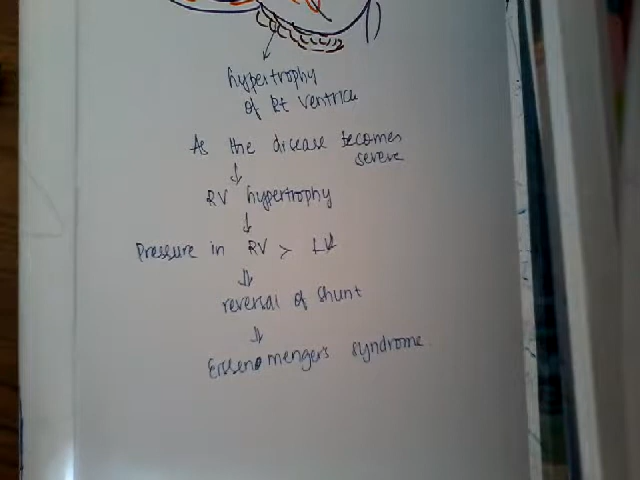 hypertrophy
of Rt ventricle
As the disease becomes
severe
↓
RV hypertrophy
↓
Pressure in RV > LV
⇓
reversal of shunt
⇓
Eissenomengers syndrome